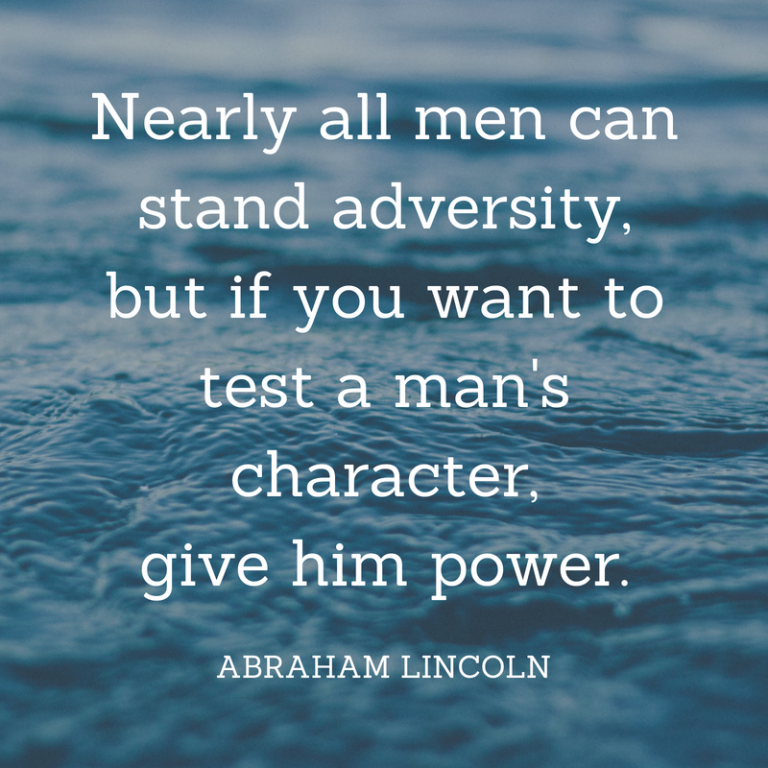 Nearly all men can
stand adversity,
but if you want to
test a man's
character,
give him power.
ABRAHAM LINCOLN